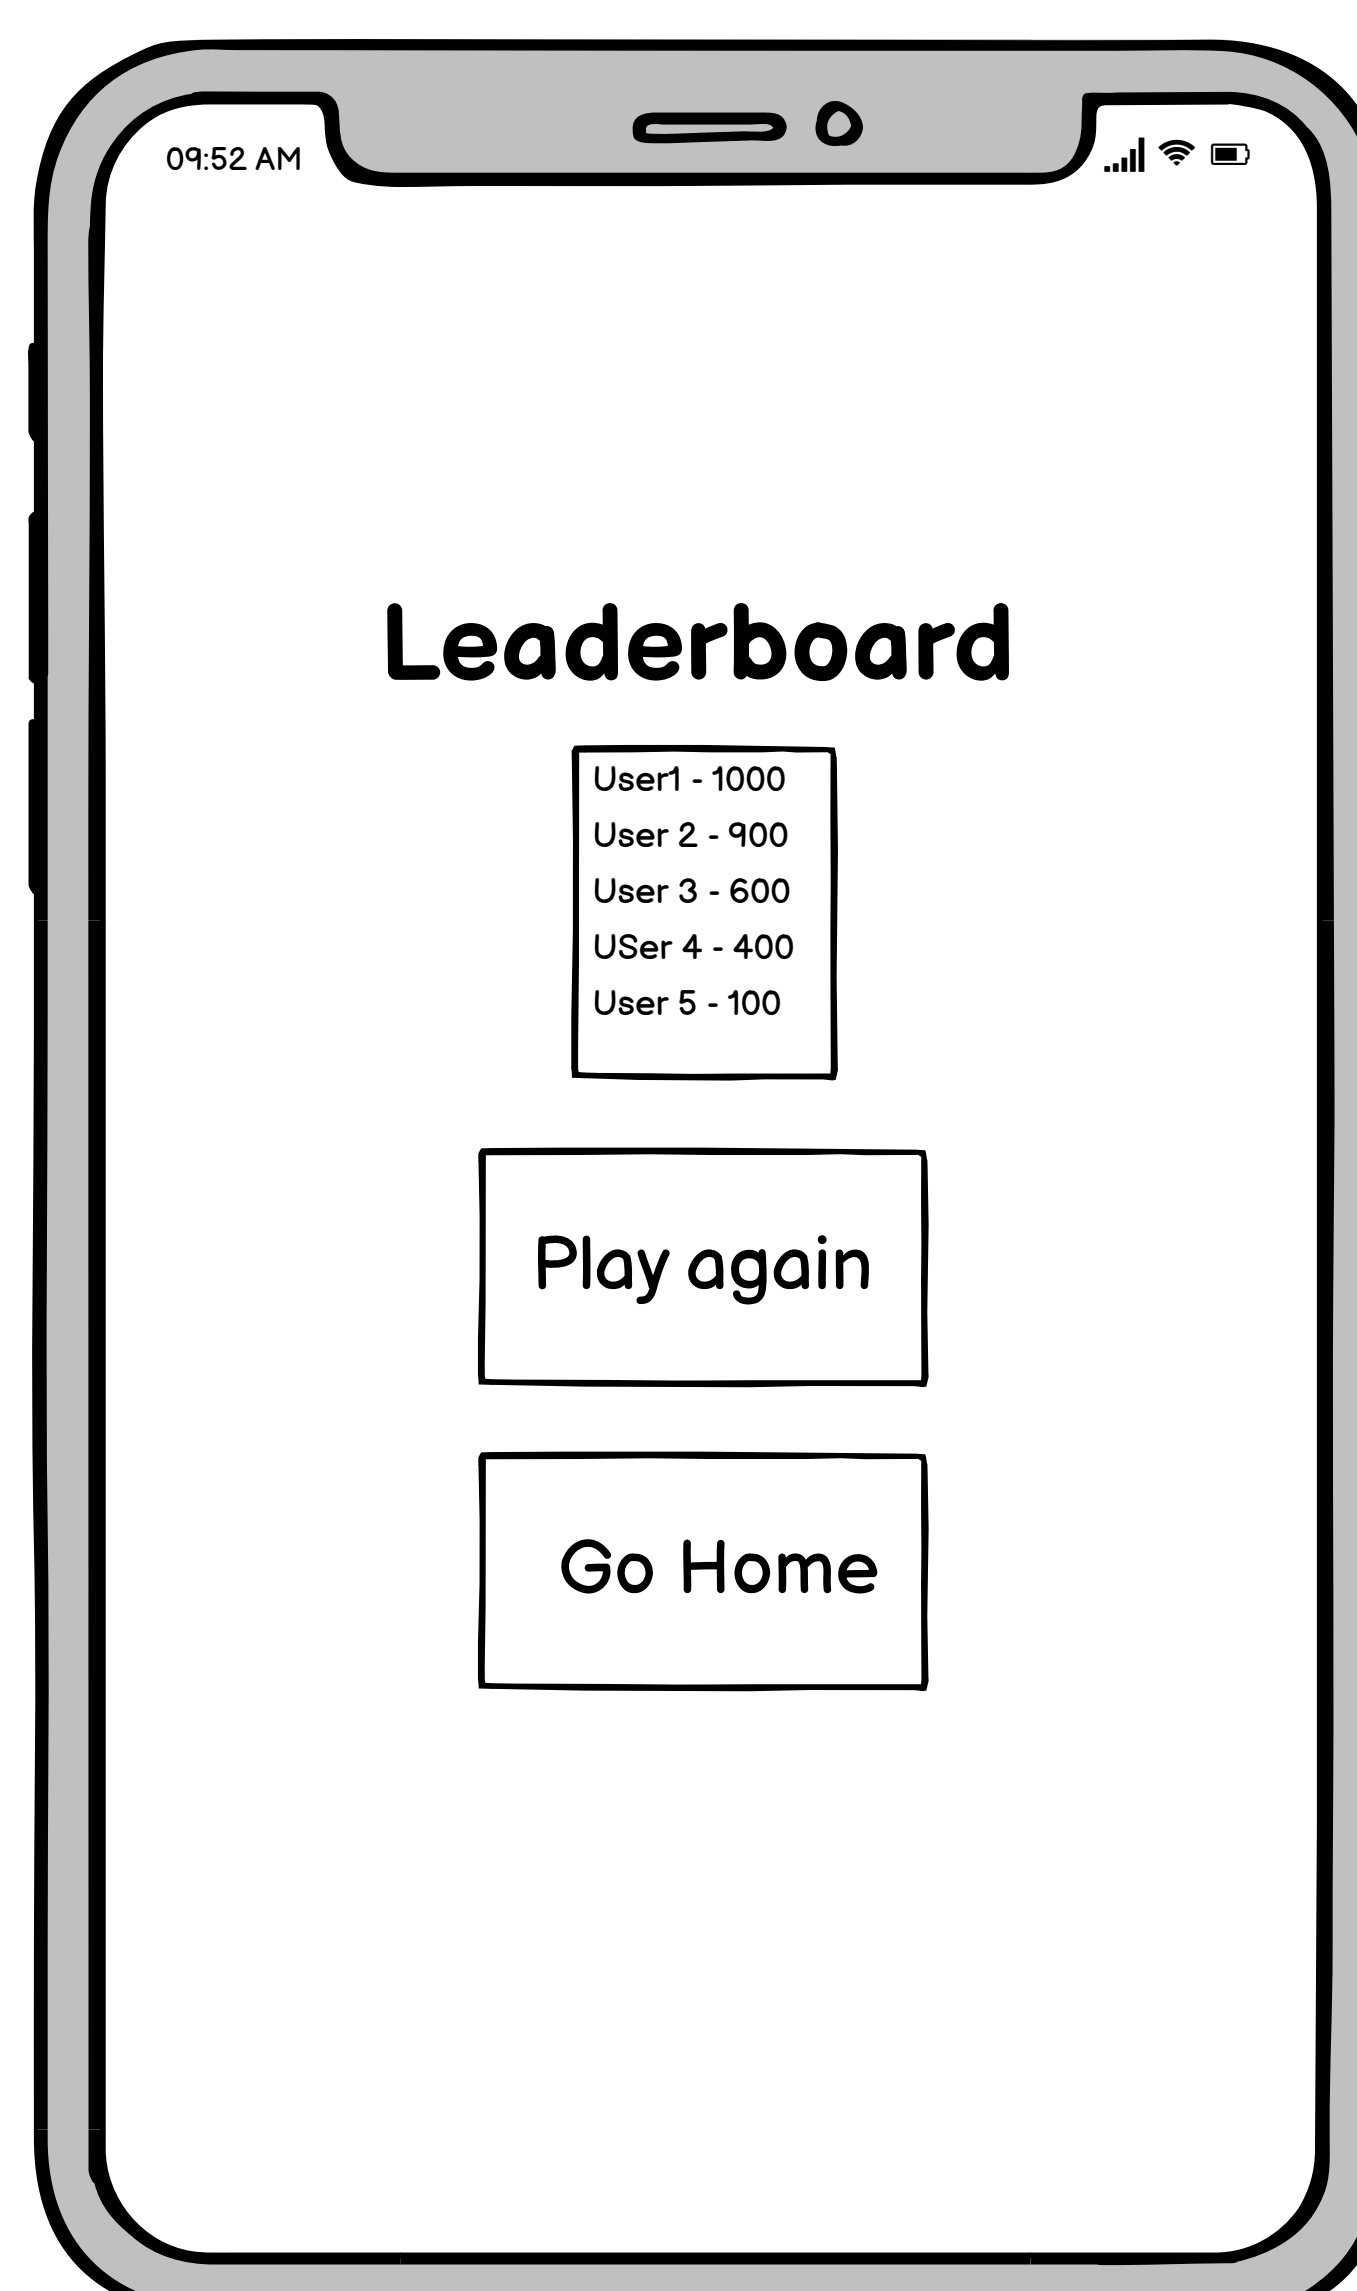 09:52 AM
Leaderboard
User1 - 1000
User 2 - 900
User 3 - 600
USer 4 - 400
User 5 - 100
Play again
Go Home